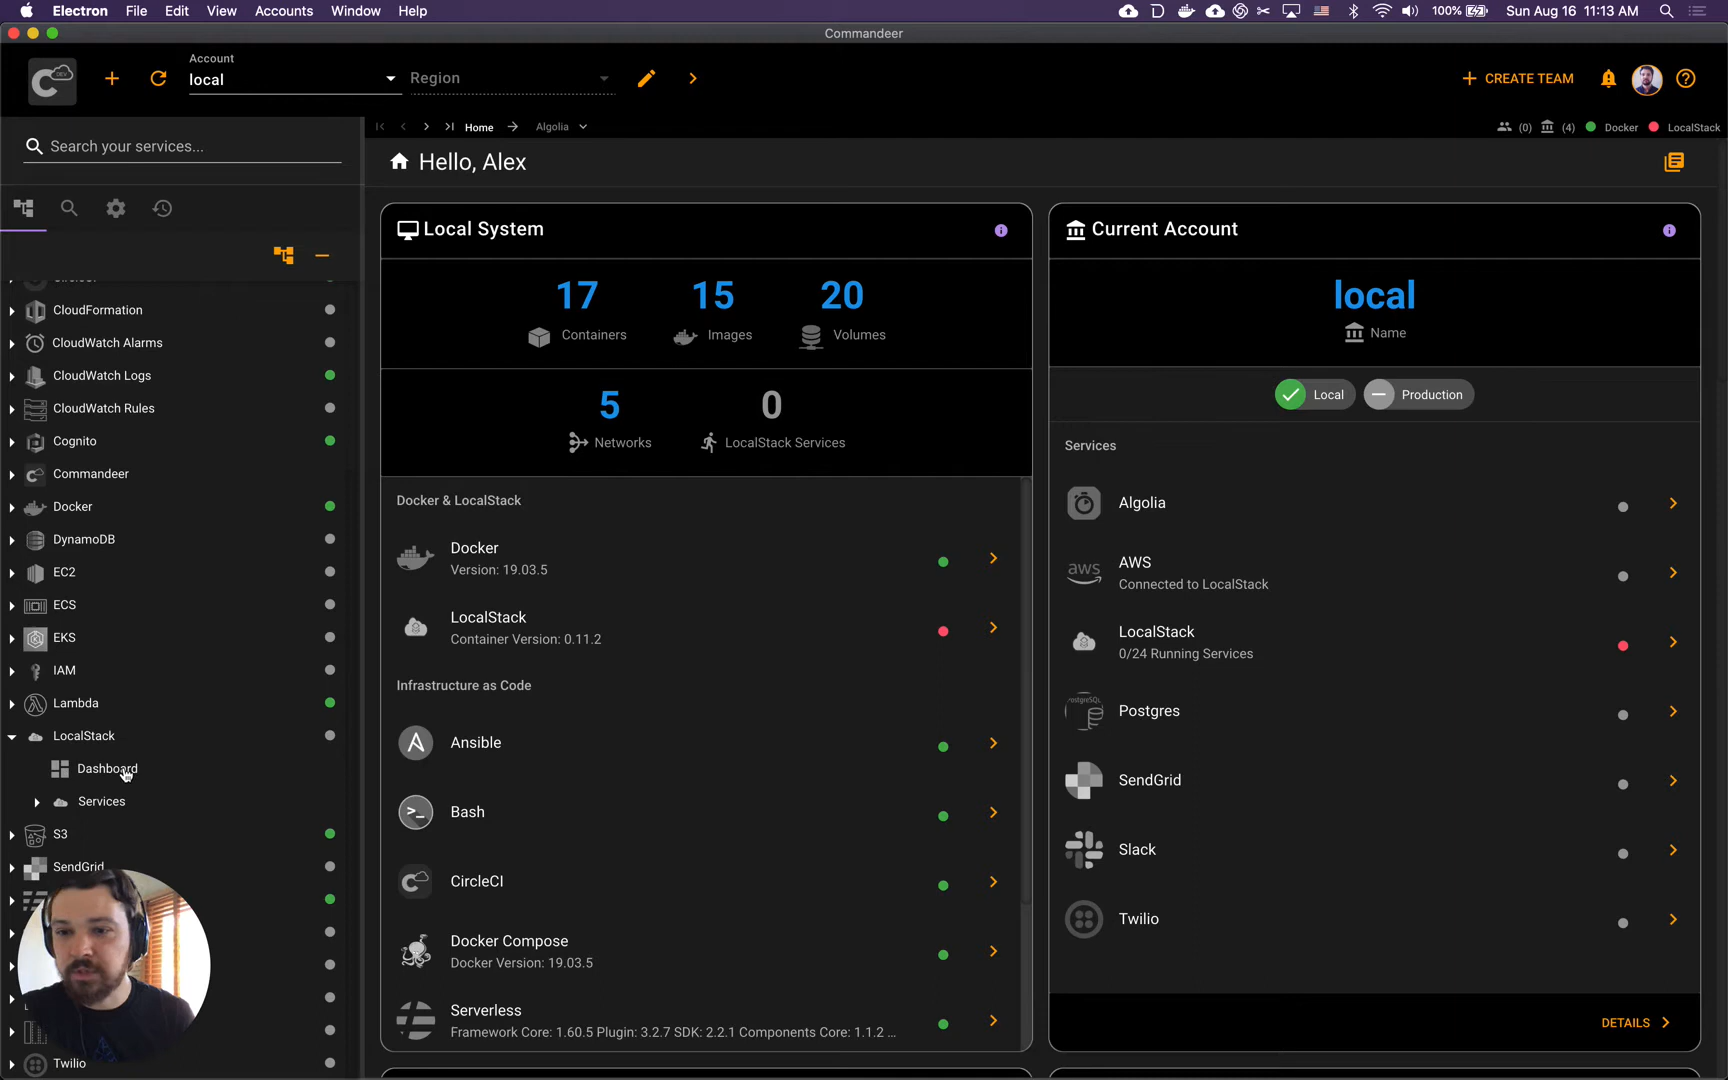 Electron File Edit View Accounts Window Help
100% Sun Aug 16 11:13 AM
Commandeer
DEV
Account
local
Region
CREATE TEAM
Home
Algolia
(0) (4) Docker LocalStack
Search your services...
Hello, Alex
Local System
17
Containers
15
Images
20
Volumes
5
Networks
0
LocalStack Services
Docker & LocalStack
Docker
Version: 19.03.5
LocalStack
Container Version: 0.11.2
Infrastructure as Code
Ansible
Bash
CircleCI
Docker Compose
Docker Version: 19.03.5
Serverless
Framework Core: 1.60.5 Plugin: 3.2.7 SDK: 2.2.1 Components Core: 1.1.2 ...
Current Account
local
Name
Local
Production
Services
Algolia
aws
AWS
Connected to LocalStack
LocalStack
0/24 Running Services
PostgreSQL
Postgres
SendGrid
Slack
Twilio
DETAILS
CloudFormation
CloudWatch Alarms
CloudWatch Logs
CloudWatch Rules
Cognito
Commandeer
Docker
DynamoDB
EC2
ECS
EKS
IAM
Lambda
LocalStack
Dashboard
Services
S3
SendGrid
Twilio